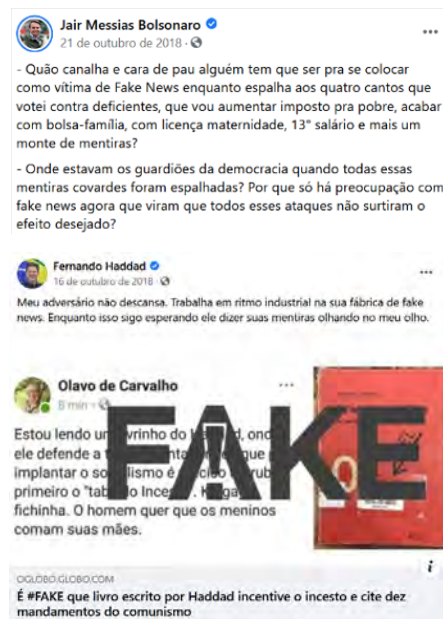 Jair Messias Bolsonaro
21 de outubro de 2018 ·
- Quão canalha e cara de pau alguém tem que ser pra se colocar
como vítima de Fake News enquanto espalha aos quatro cantos que
votei contra deficientes, que vou aumentar imposto pra pobre, acabar
com bolsa-família, com licença maternidade, 13° salário e mais um
monte de mentiras?
- Onde estavam os guardiões da democracia quando todas essas
mentiras covardes foram espalhadas? Por que só há preocupação com
fake news agora que viram que todos esses ataques não surtiram o
efeito desejado?
Fernando Haddad
16 de outubro de 2018 ·
Meu adversário não descansa. Trabalha em ritmo industrial na sua fábrica de fake
news. Enquanto isso sigo esperando ele dizer suas mentiras olhando no meu olho.
Olavo de Carvalho
8 min ·
FAKE
Estou lendo um livrinho do
ele defende a
implantar o
primeiro o
fichinha. O homem quer que os meninos
comam suas mães.
OGLOBO.GLOBO.COM
É #FAKE que livro escrito por Haddad incentive o incesto e cite dez
mandamentos do comunismo